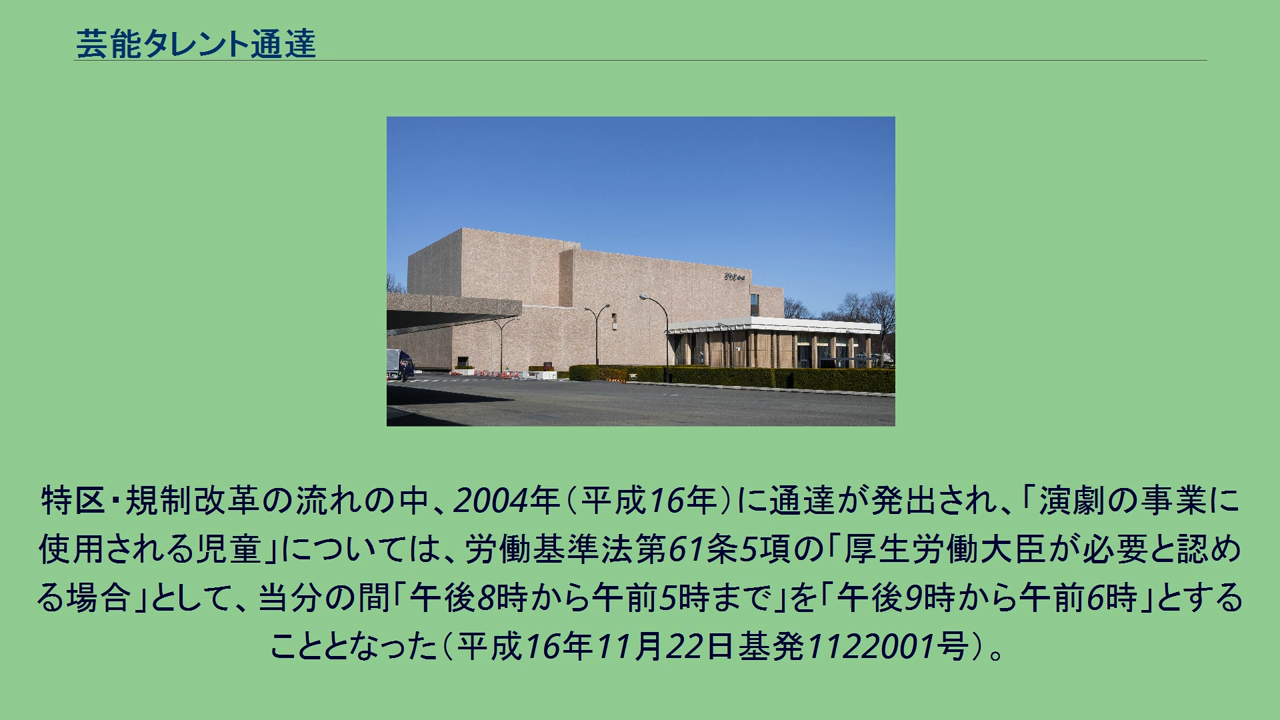 芸能タレント通達
特区・規制改革の流れの中、2004年（平成16年）に通達が発出され、「演劇の事業に
使用される児童」については、労働基準法第61条5項の「厚生労働大臣が必要と認め
る場合」として、当分の間「午後8時から午前5時まで」を「午後9時から午前6時」とする
こととなった（平成16年11月22日基発1122001号）。